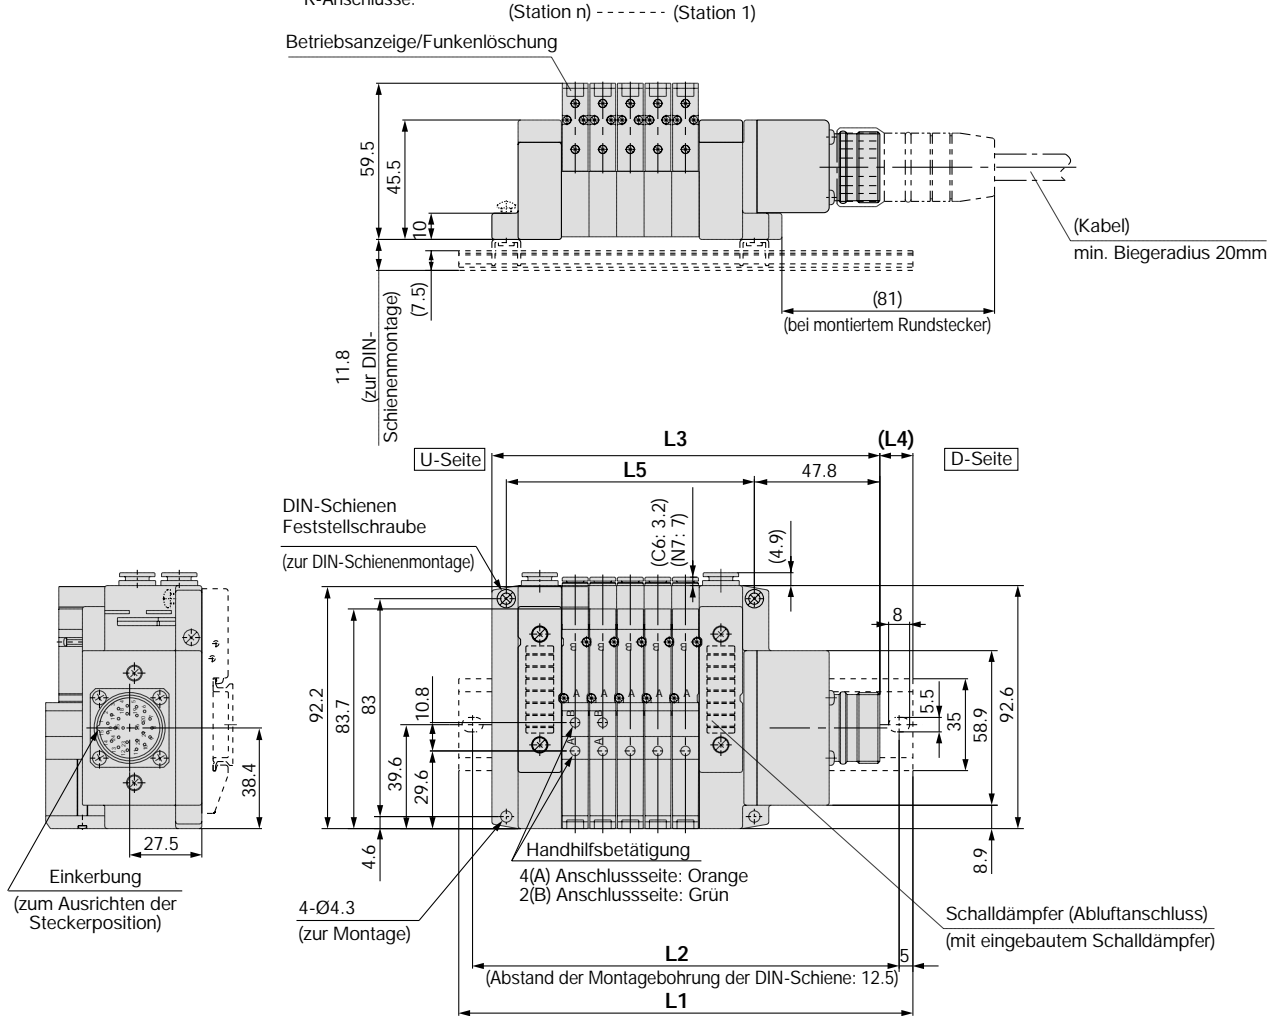 R-Anschlüsse:
(Station n) ------- (Station 1)
Betriebsanzeige/Funkenlöschung
59.5
45.5
10
(Kabel)
min. Biegeradius 20mm
(7.5)
(81)
(bei montiertem Rundstecker)
11.8
(zur DIN-
Schienenmontage)
L3
(L4)
U-Seite
D-Seite
L5
47.8
DIN-Schienen
Feststellschraube
(zur DIN-Schienenmontage)
(C6: 3.2)
(N7: 7)
(4.9)
8
B B B B B
A A A A A
B B
A A
92.2
83.7
83
10.8
39.6
29.6
4.6
5.5
35
58.9
92.6
8.9
38.4
27.5
Einkerbung
(zum Ausrichten der
Steckerposition)
Handhilfsbetätigung
4(A) Anschlussseite: Orange
2(B) Anschlussseite: Grün
4-Ø4.3
(zur Montage)
Schalldämpfer (Abluftanschluss)
(mit eingebautem Schalldämpfer)
L2
5
(Abstand der Montagebohrung der DIN-Schiene: 12.5)
L1